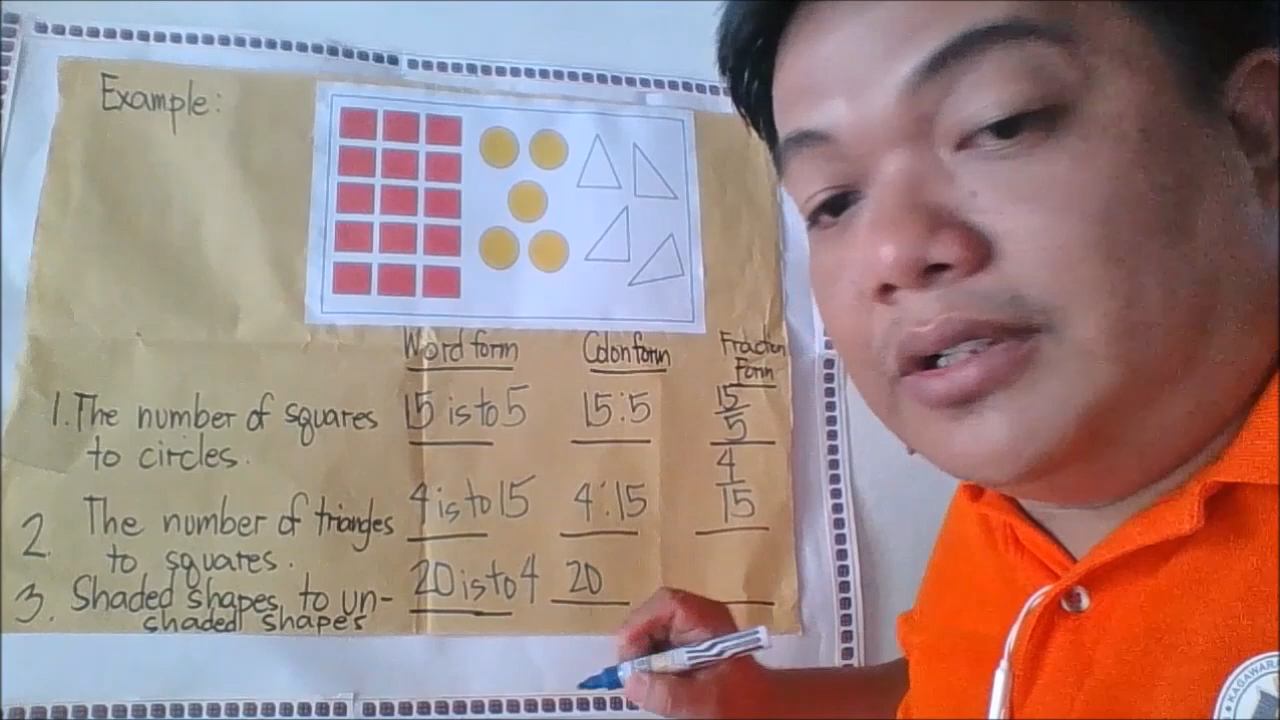 Example:
Word form Colon form Fraction Form
1. The number of squares 15 is to 5 15:5 15/5
to circles.
2. The number of triangles 4 is to 15 4:15 4/15
to squares.
3. Shaded shapes to un- 20 is to 4 20
shaded shapes